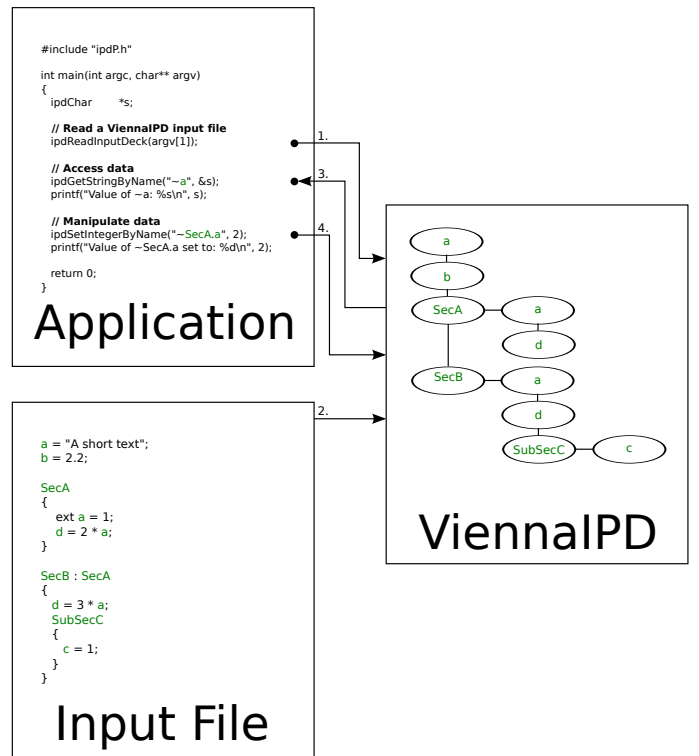 #include "ipdP.h"
int main(int argc, char** argv)
{
ipdChar *s;
// Read a ViennaIPD input file
ipdReadInputDeck(argv[1]);
// Access data
ipdGetStringByName("~a", &s);
printf("Value of ~a: %s\n", s);
// Manipulate data
ipdSetIntegerByName("~SecA.a", 2);
printf("Value of ~SecA.a set to: %d\n", 2);
return 0;
}
Application
1.
3.
4.
2.
a = "A short text";
b = 2.2;
SecA
{
ext a = 1;
d = 2 * a;
}
SecB : SecA
{
d = 3 * a;
SubSecC
{
c = 1;
}
}
Input File
a
b
SecA
a
d
SecB
a
d
SubSecC
c
ViennaIPD